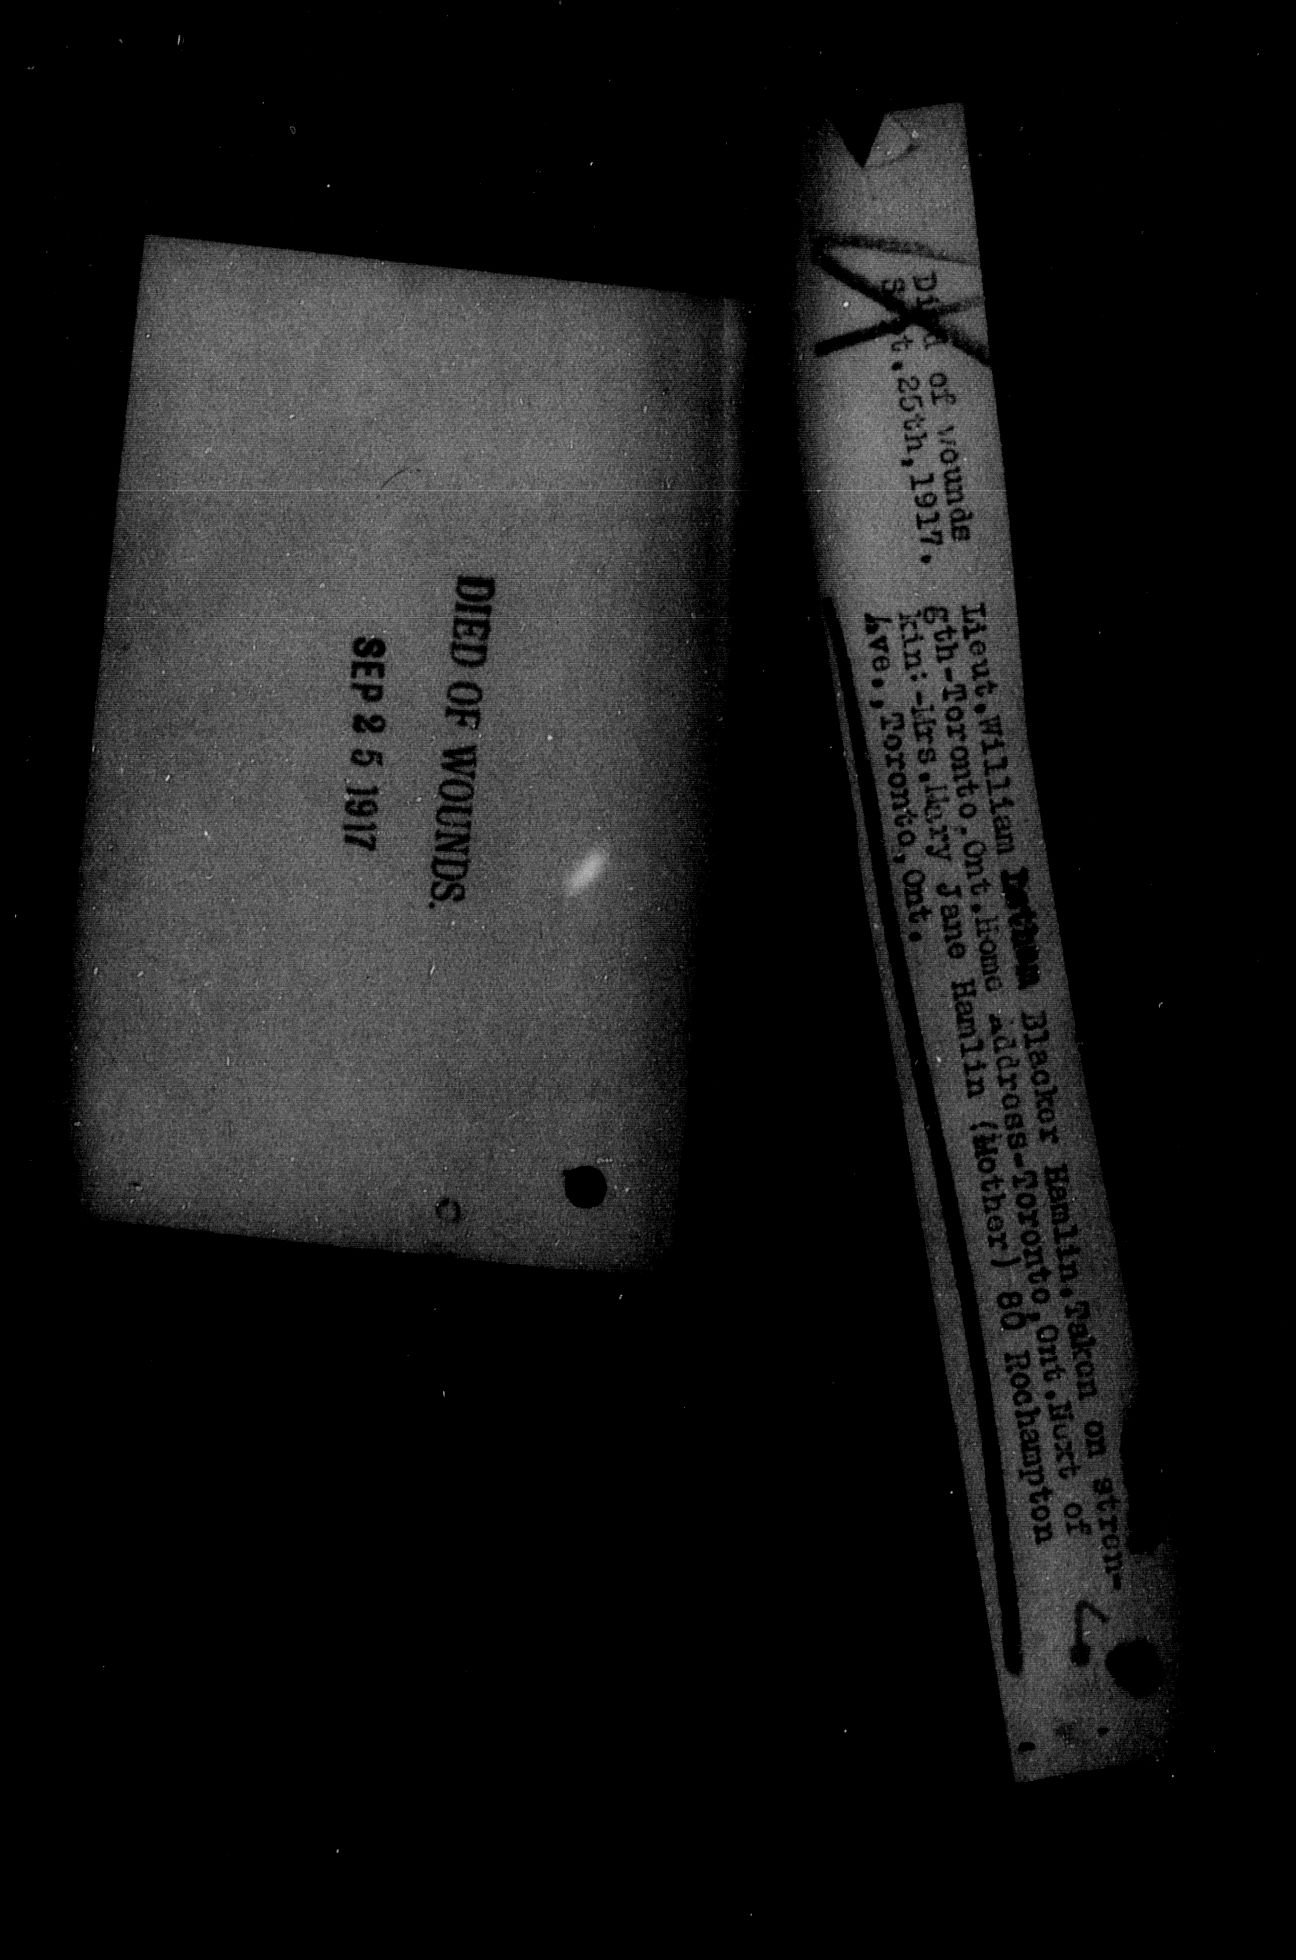 DIED OF WOUNDS.
SEP 25 1917
Died of wounds
Sept.25th,1917.
Lieut.William Blacker Hamlin.Taken on stren-
gth-Toronto.Ont.Home Address-Toronto,Ont.Next of
kin:-Mrs.Mary Jane Hamlin (Mother) 80 Roehampton
Ave.,Toronto,Ont.